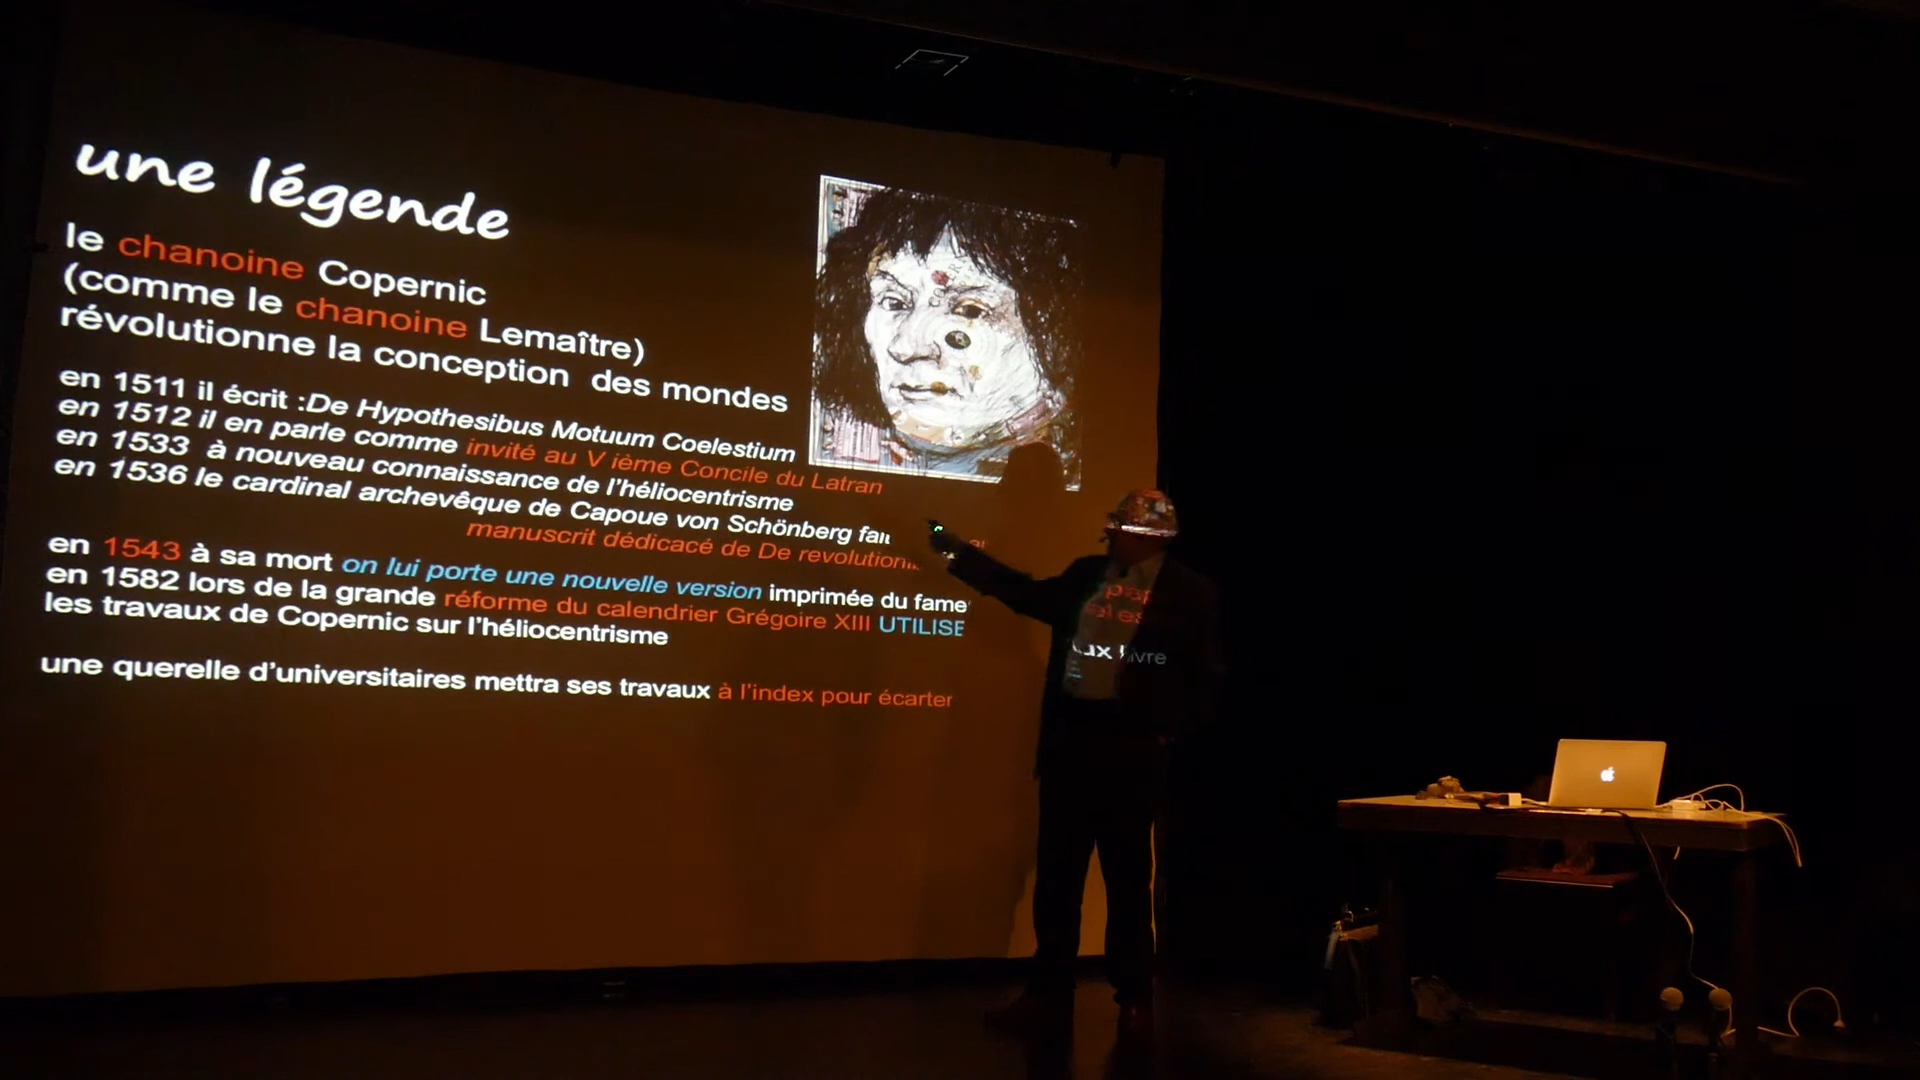 une légende
le chanoine Copernic
(comme le chanoine Lemaître)
révolutionne la conception des mondes
en 1511 il écrit :De Hypothesibus Motuum Coelestium
en 1512 il en parle comme invité au V ième Concile du Latran
en 1533 à nouveau connaissance de l'héliocentrisme
en 1536 le cardinal archevêque de Capoue von Schönberg fait
manuscrit dédicacé de De
en 1543 à sa mort on lui porte une nouvelle version imprimée du
en 1582 lors de la grande réforme du calendrier Grégoire XIII UTILISE
les travaux de Copernic sur l'héliocentrisme
une querelle d'universitaires mettra ses travaux à l'index pour écarter